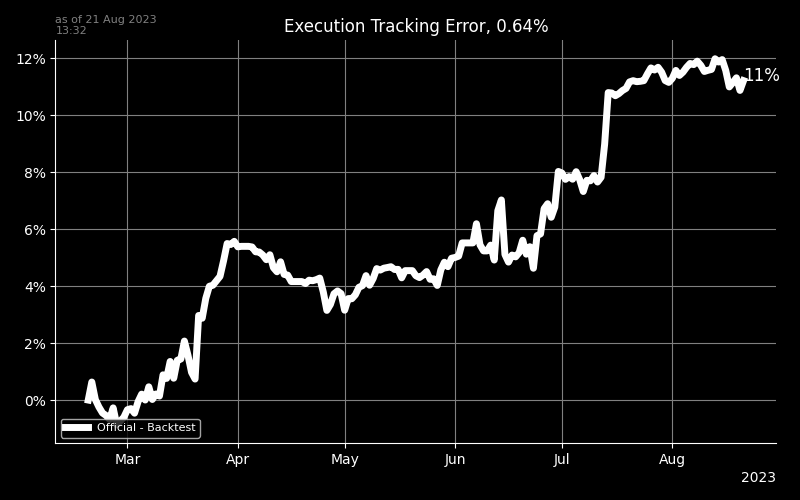 as of 21 Aug 2023
13:32
Execution Tracking Error, 0.64%
12%
11%
10%
8%
6%
4%
2%
0%
Official - Backtest
Mar Apr May Jun Jul Aug
2023